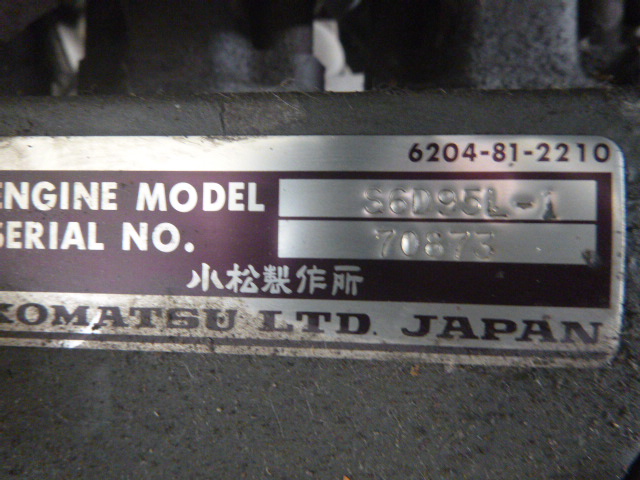 6204-81-2210
ENGINE MODEL S6D95L-1
SERIAL NO. 70873
小松製作所
KOMATSU LTD. JAPAN